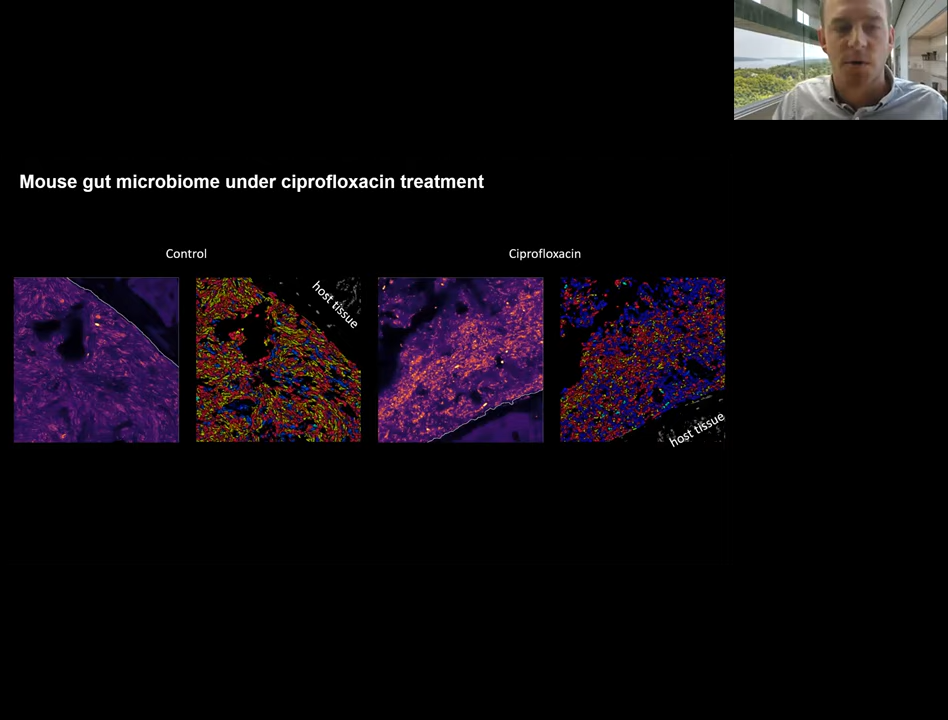 Mouse gut microbiome under ciprofloxacin treatment
Control
Ciprofloxacin
host tissue
host tissue